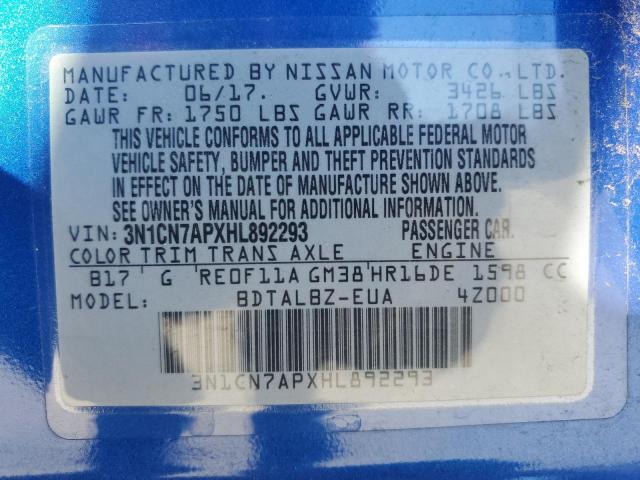 MANUFACTURED BY NISSAN MOTOR CO.,LTD.
DATE: 06/17. GVWR: 3426 LBS
GAWR FR: 1750 LBS GAWR RR: 1708 LBS
THIS VEHICLE CONFORMS TO ALL APPLICABLE FEDERAL MOTOR
VEHICLE SAFETY, BUMPER AND THEFT PREVENTION STANDARDS
IN EFFECT ON THE DATE OF MANUFACTURE SHOWN ABOVE.
SEE OWNER'S MANUAL FOR ADDITIONAL INFORMATION.
VIN: 3N1CN7APXHL892293 PASSENGER CAR.
COLOR TRIM TRANS AXLE ENGINE
B17 G RE0F11A GM38 HR16DE 1598 CC
MODEL: BDTALBZ-EUA 4Z000
3N1CN7APXHL892293